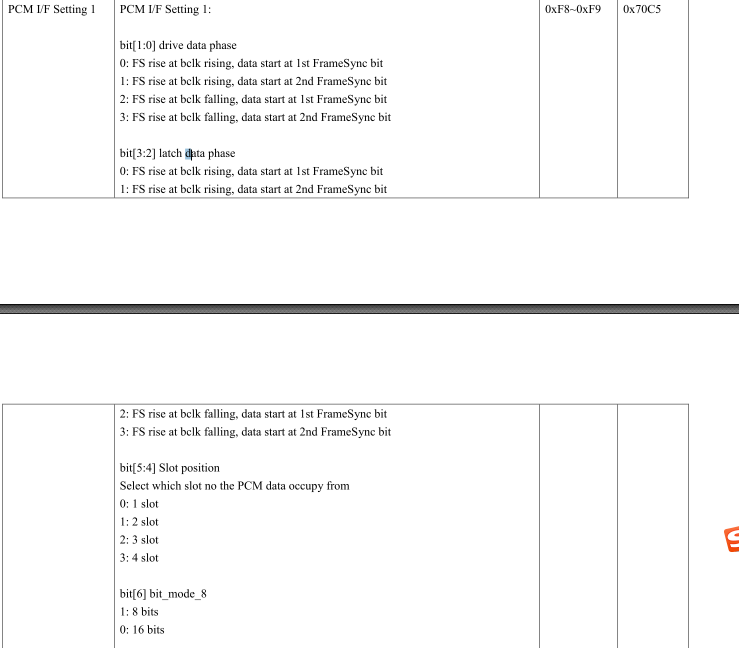 PCM I/F Setting 1 PCM I/F Setting 1: 0xF8~0xF9 0x70C5
bit[1:0] drive data phase
0: FS rise at bclk rising, data start at 1st FrameSync bit
1: FS rise at bclk rising, data start at 2nd FrameSync bit
2: FS rise at bclk falling, data start at 1st FrameSync bit
3: FS rise at bclk falling, data start at 2nd FrameSync bit
bit[3:2] latch data phase
0: FS rise at bclk rising, data start at 1st FrameSync bit
1: FS rise at bclk rising, data start at 2nd FrameSync bit
2: FS rise at bclk falling, data start at 1st FrameSync bit
3: FS rise at bclk falling, data start at 2nd FrameSync bit
bit[5:4] Slot position
Select which slot no the PCM data occupy from
0: 1 slot
1: 2 slot
2: 3 slot
3: 4 slot
bit[6] bit_mode_8
1: 8 bits
0: 16 bits